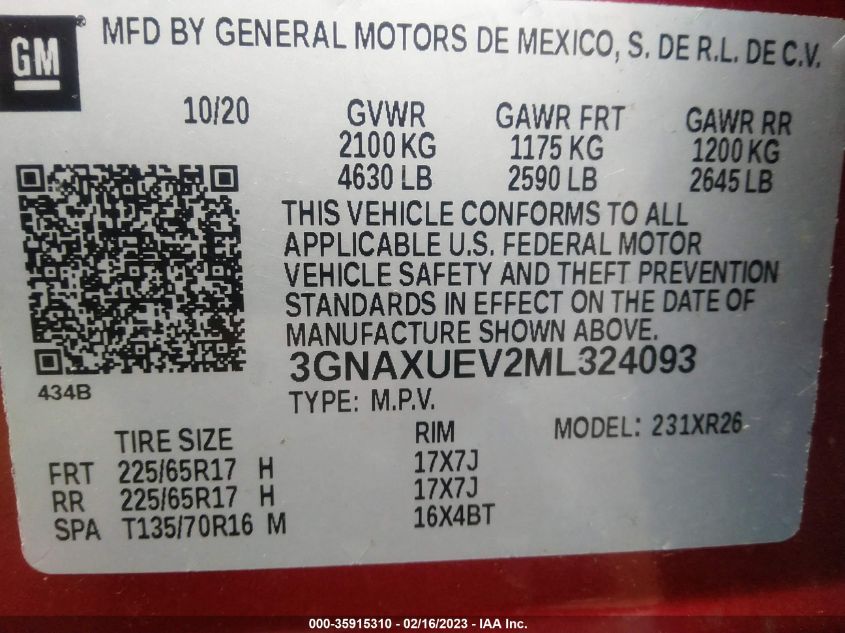 GM ® MFD BY GENERAL MOTORS DE MEXICO, S. DE R.L. DE C.V.
10/20 GVWR GAWR FRT GAWR RR
2100 KG 1175 KG 1200 KG
4630 LB 2590 LB 2645 LB
THIS VEHICLE CONFORMS TO ALL
APPLICABLE U.S. FEDERAL MOTOR
VEHICLE SAFETY AND THEFT PREVENTION
STANDARDS IN EFFECT ON THE DATE OF
MANUFACTURE SHOWN ABOVE.
3GNAXUEV2ML324093
434B
TYPE: M.P.V.
TIRE SIZE RIM MODEL: 231XR26
FRT 225/65R17 H 17X7J
RR 225/65R17 H 17X7J
SPA T135/70R16 M 16X4BT
000-35915310 - 02/16/2023 - IAA Inc.